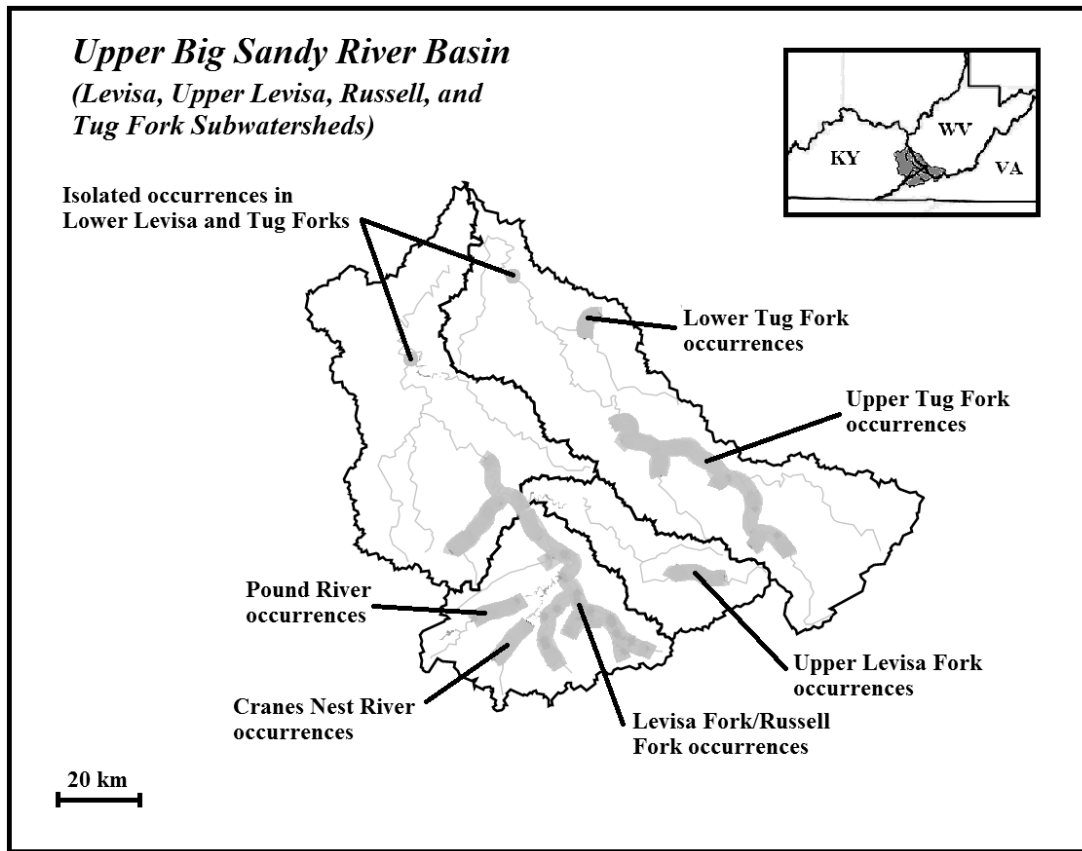 Upper Big Sandy River Basin
(Levisa, Upper Levisa, Russell, and
Tug Fork Subwatersheds)
WV
KY
VA
Isolated occurrences in
Lower Levisa and Tug Forks
Lower Tug Fork
occurrences
Upper Tug Fork
occurrences
Pound River
occurrences
Upper Levisa Fork
occurrences
Cranes Nest River
occurrences
Levisa Fork/Russell
Fork occurrences
20 km